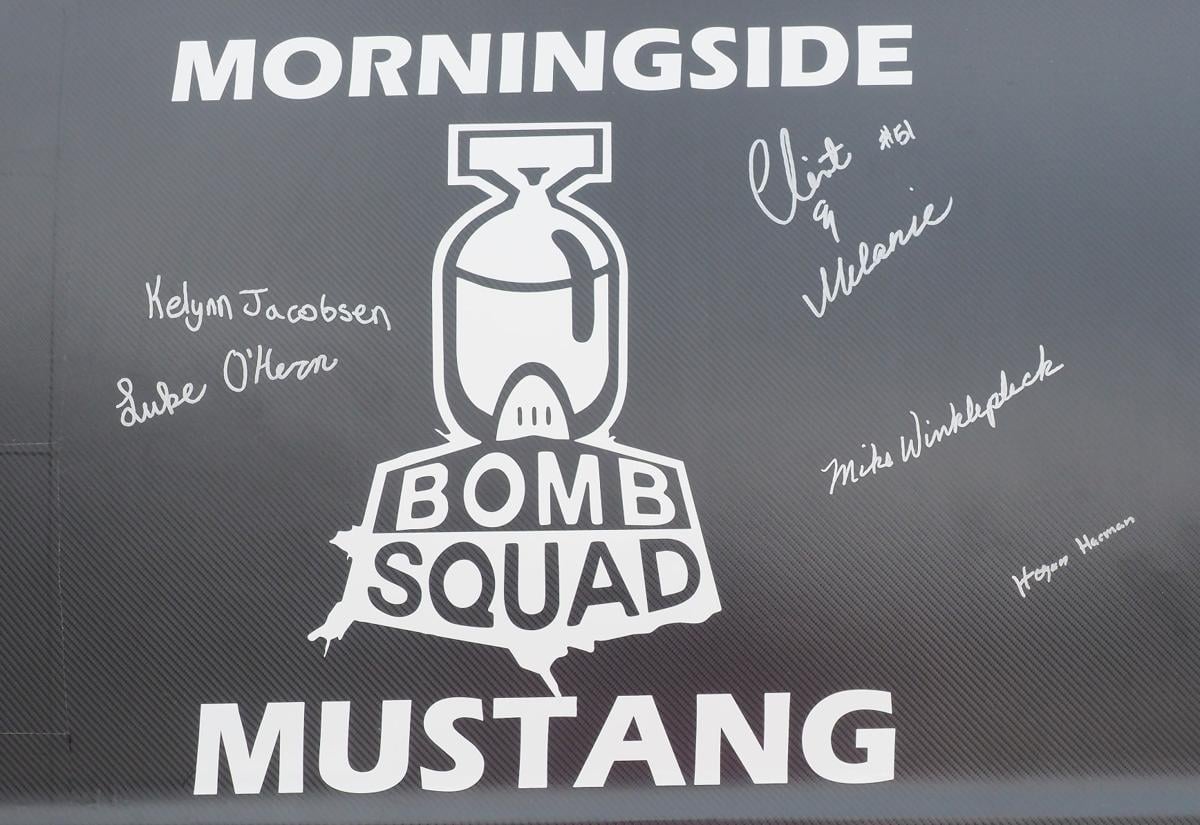 MORNINGSIDE
Clint #51
Melanie
Kelynn Jacobsen
Luke O'Hern
Mike Winklepleck
BOMB
SQUAD
Harman
MUSTANG